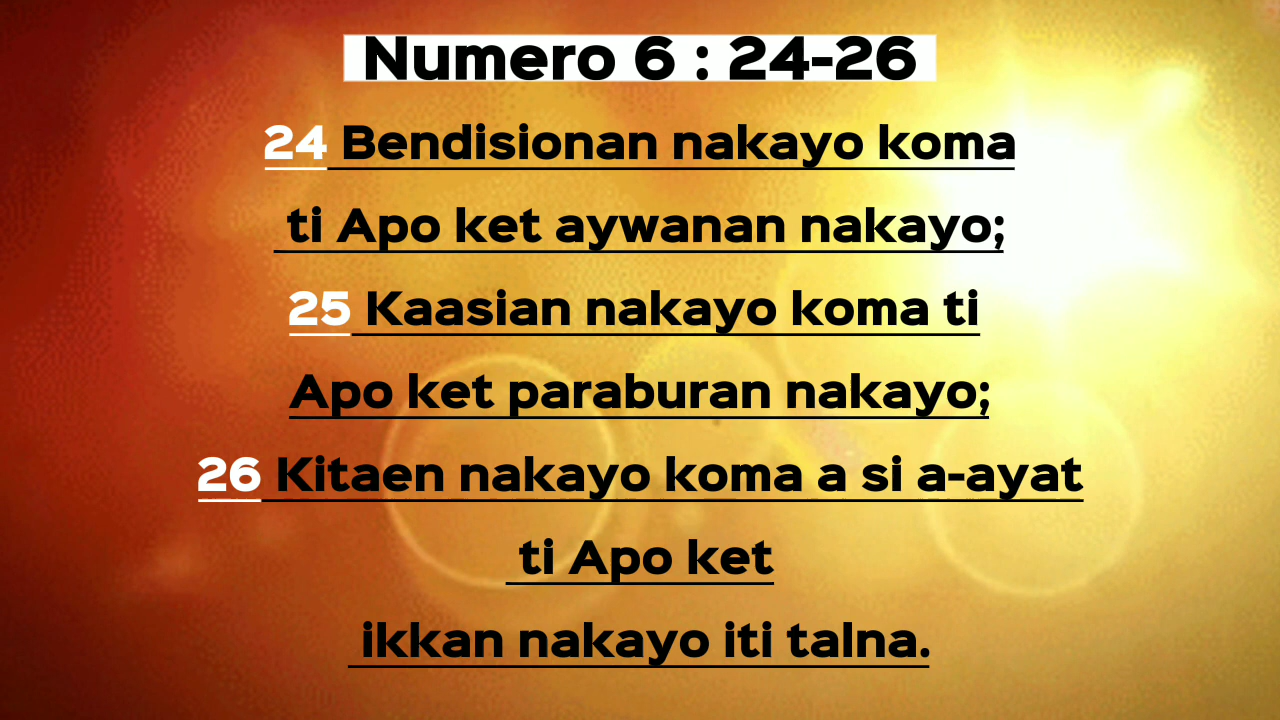 Numero 6 : 24-26
24 Bendisionan nakayo koma
ti Apo ket aywanan nakayo;
25 Kaasian nakayo koma ti
Apo ket paraburan nakayo;
26 Kitaen nakayo koma a si a-ayat
ti Apo ket
ikkan nakayo iti talna.